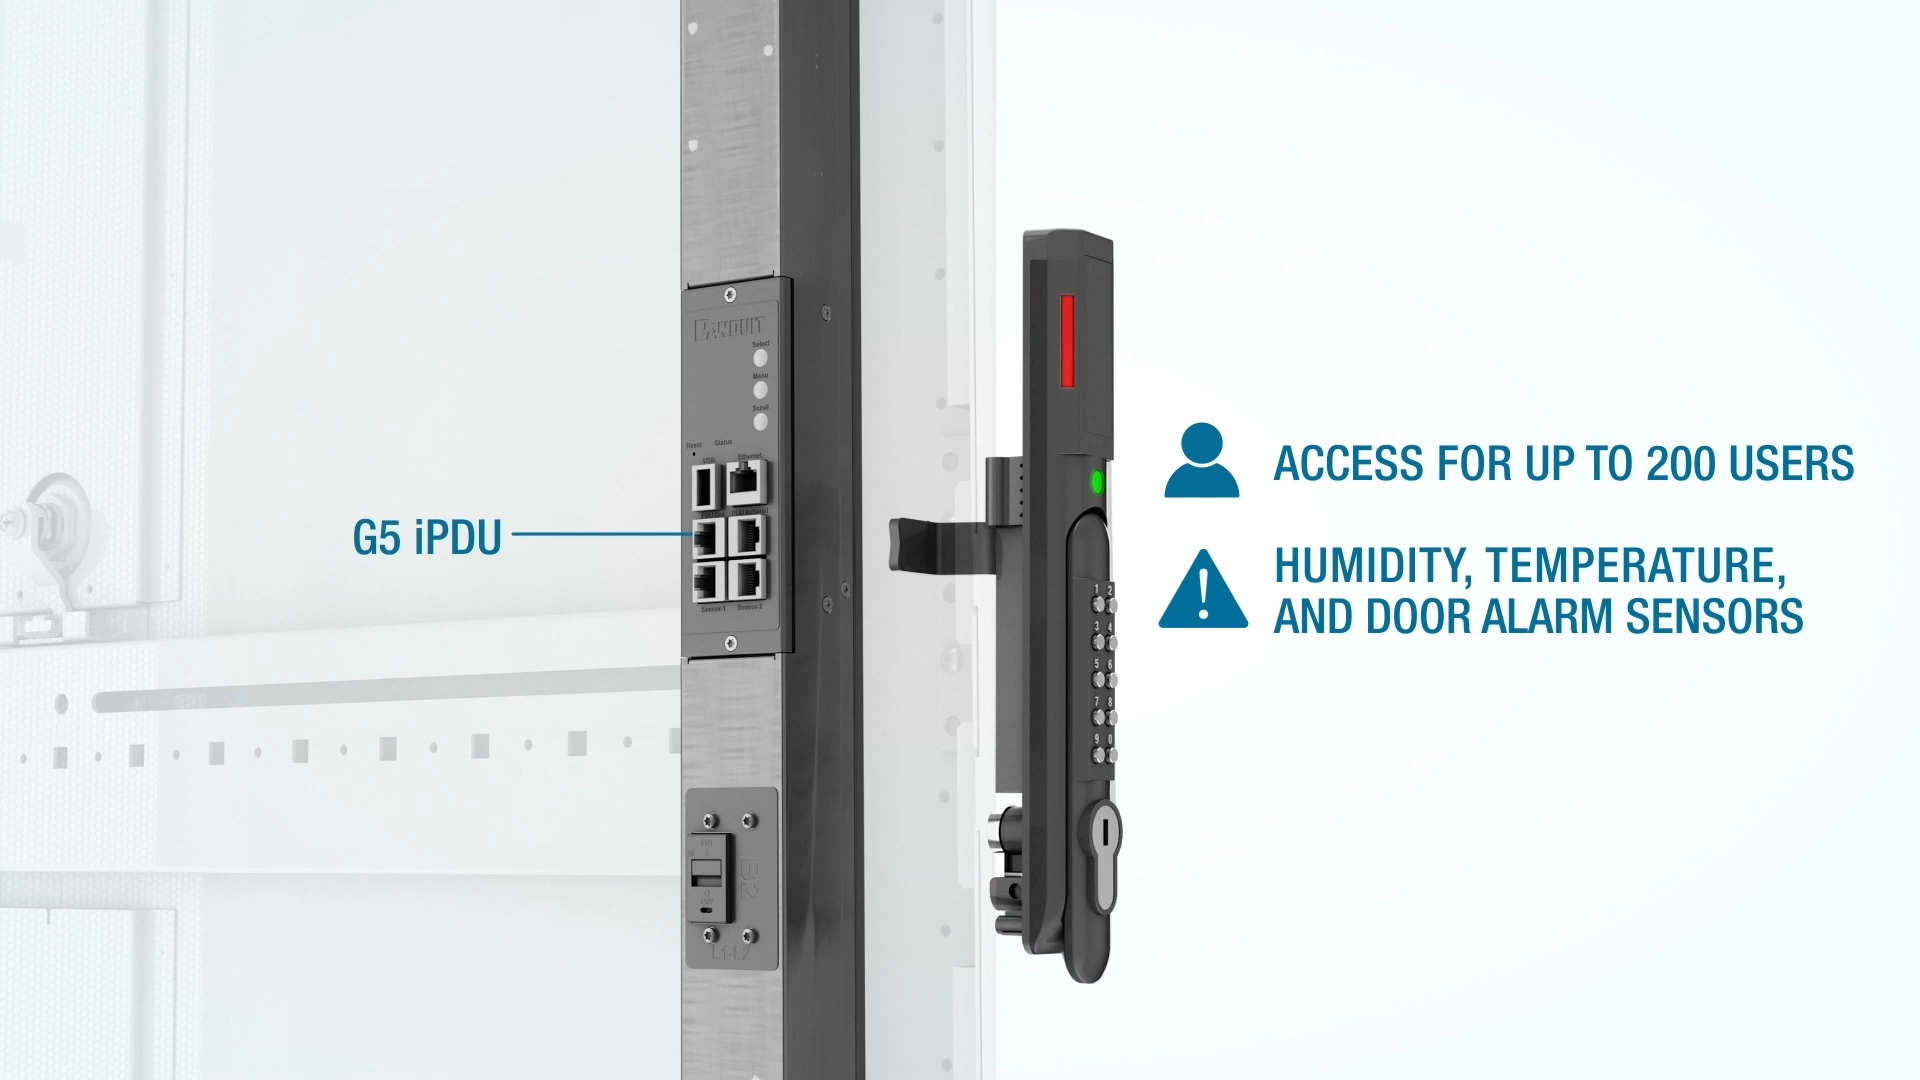 PANDUIT
Select
Menu
Scroll
Reset Status
USB Ethernet
Sensor-1 Sensor-2
G5 iPDU
B2
L1-L2
1 2
3 4
5 6
7 8
9 0
ACCESS FOR UP TO 200 USERS
HUMIDITY, TEMPERATURE,
AND DOOR ALARM SENSORS